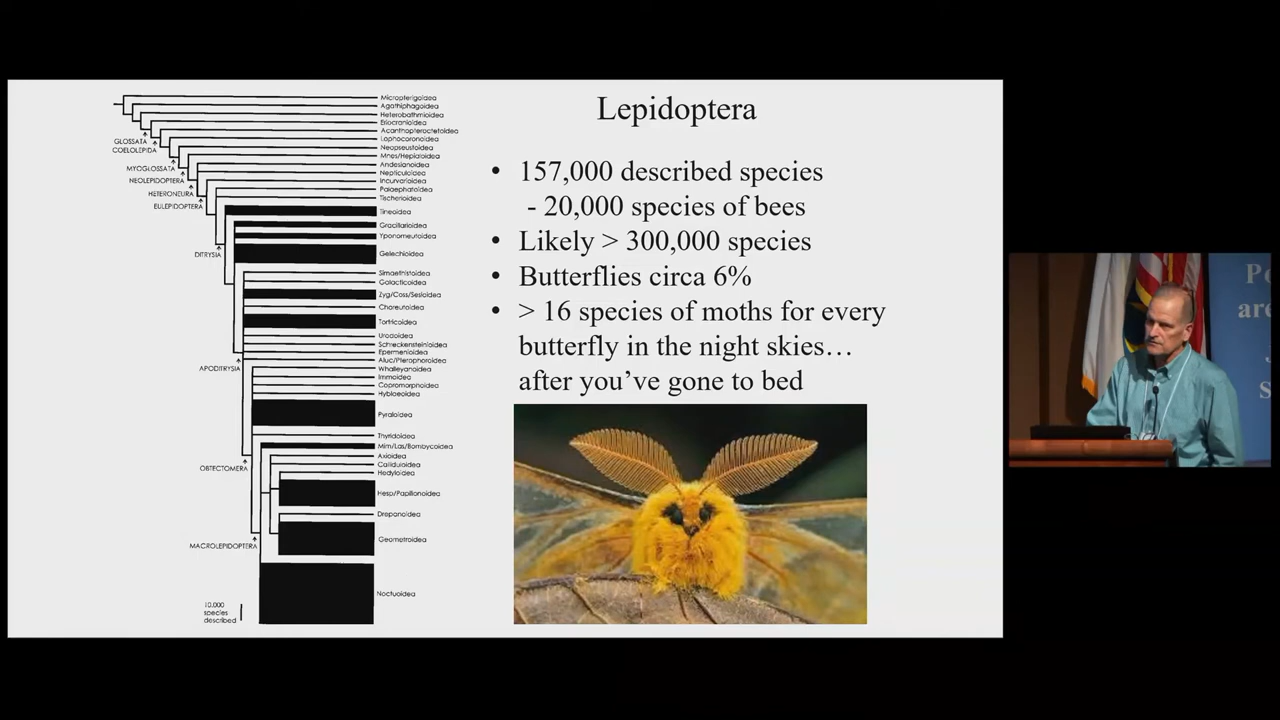 Lepidoptera
• 157,000 described species
- 20,000 species of bees
• Likely > 300,000 species
• Butterflies circa 6%
• > 16 species of moths for every
butterfly in the night skies…
after you’ve gone to bed
Micropterigoidea
Agathiphagoidea
Heterobathmioidea
Eriocranioidea
Acanthopteroctetoidea
Lophocoronoidea
Neopseustoidea
Mnes/Hepialoidea
Andesianoidea
Nepticuloidea
Incurvarioidea
Palaephatoidea
Tischerioidea
Tineoidea
Gracillarioidea
Yponomeutoidea
Gelechioidea
Simaethistoidea
Galacticoidea
Zyg/Coss/Sesioidea
Choreutoidea
Tortricoidea
Urodoidea
Schreckensteinioidea
Epermenioidea
Aluc/Pterophoroidea
Whalleyanoidea
Immoidea
Copromorphoidea
Hyblaeoidea
Pyraloidea
Thyridoidea
Mim/Las/Bombycoidea
Axioidea
Calliduloidea
Hedyloidea
Hesp/Papilionoidea
Drepanoidea
Geometroidea
Noctuoidea
GLOSSATA
COELOLEPIDA
MYOGLOSSATA
NEOLEPIDOPTERA
HETERONEURA
EULEPIDOPTERA
DITRYSIA
APODITRYSIA
OBTECTOMERA
MACROLEPIDOPTERA
10,000
species
described